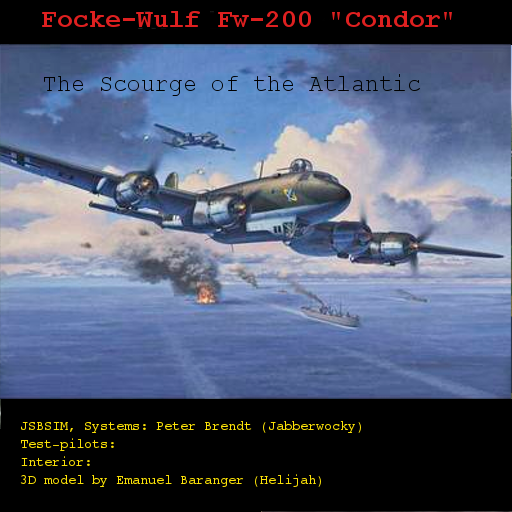 Focke-Wulf Fw-200 "Condor"
The Scourge of the Atlantic
JSBSIM, Systems: Peter Brendt (Jabberwocky)
Test-pilots:
Interior:
3D model by Emanuel Baranger (Helijah)